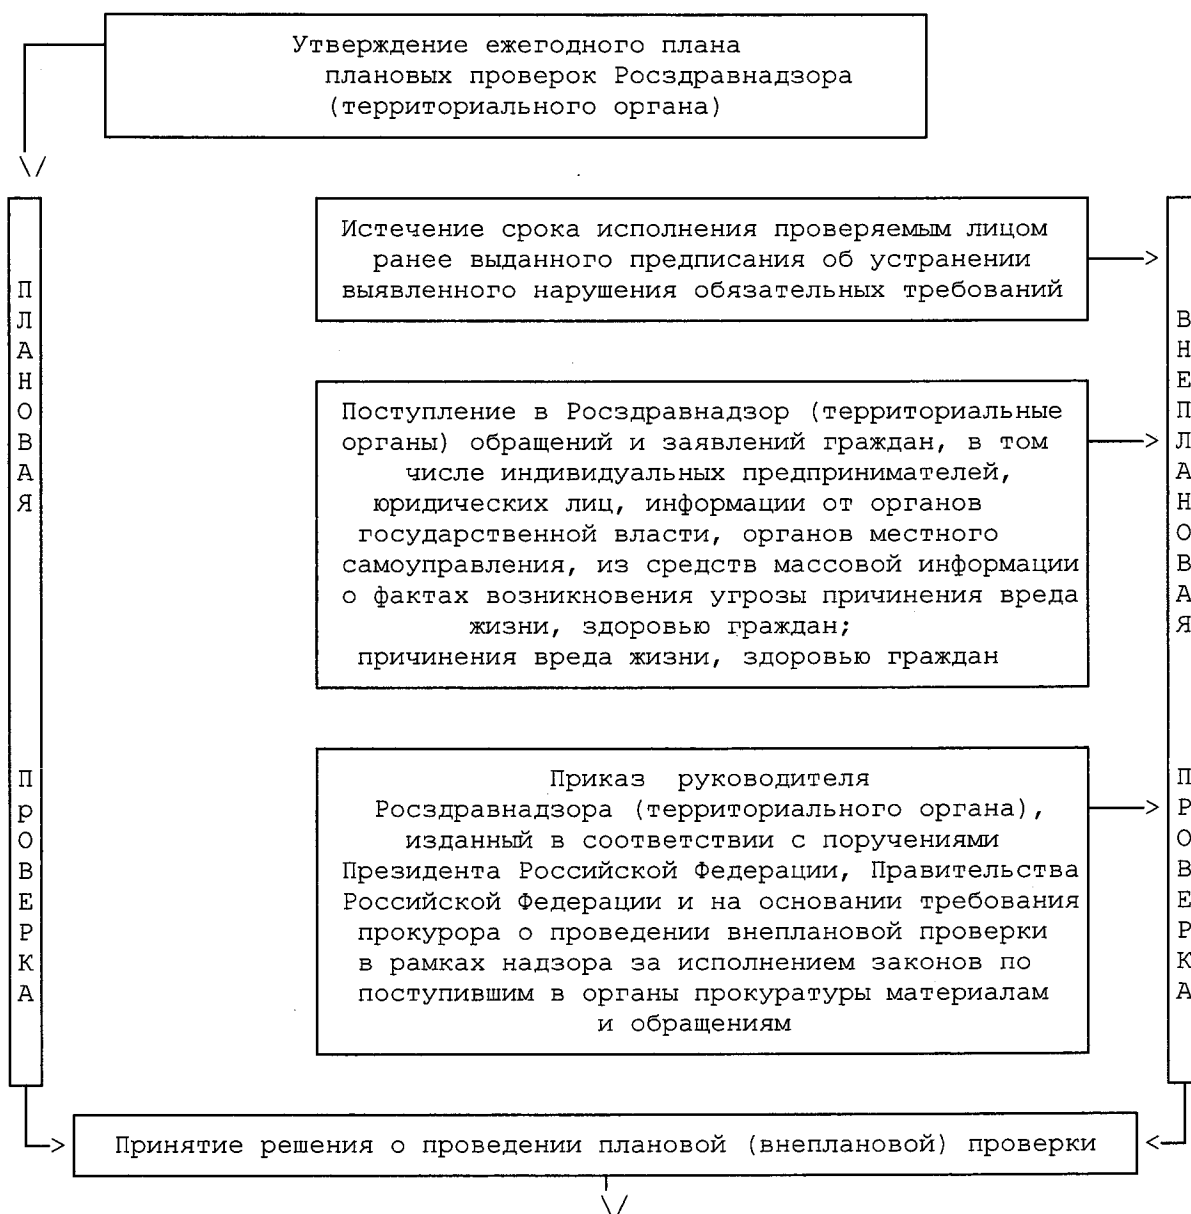 Утверждение ежегодного плана
плановых проверок Росздравнадзора
(территориального органа)
ПЛАНОВАЯ ПрОВЕРКА
Истечение срока исполнения проверяемым лицом
ранее выданного предписания об устранении
выявленного нарушения обязательных требований
Поступление в Росздравнадзор (территориальные
органы) обращений и заявлений граждан, в том
числе индивидуальных предпринимателей,
юридических лиц, информации от органов
государственной власти, органов местного
самоуправления, из средств массовой информации
о фактах возникновения угрозы причинения вреда
жизни, здоровью граждан;
причинения вреда жизни, здоровью граждан
Приказ руководителя
Росздравнадзора (территориального органа),
изданный в соответствии с поручениями
Президента Российской Федерации, Правительства
Российской Федерации и на основании требования
прокурора о проведении внеплановой проверки
в рамках надзора за исполнением законов по
поступившим в органы прокуратуры материалам
и обращениям
ВНЕПЛАНОВАЯ ПРОВЕРКА
Принятие решения о проведении плановой (внеплановой) проверки